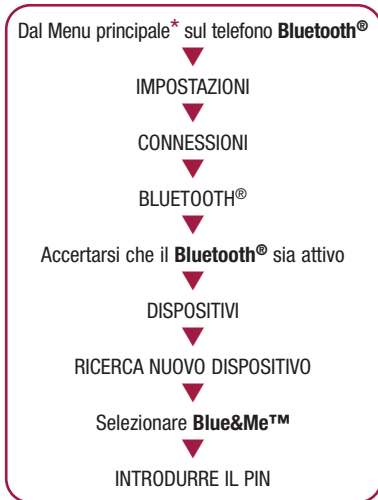 Dal Menu principale* sul telefono Bluetooth®
IMPOSTAZIONI
CONNESSIONI
BLUETOOTH®
Accertarsi che il Bluetooth® sia attivo
DISPOSITIVI
RICERCA NUOVO DISPOSITIVO
Selezionare Blue&Me™
INTRODURRE IL PIN